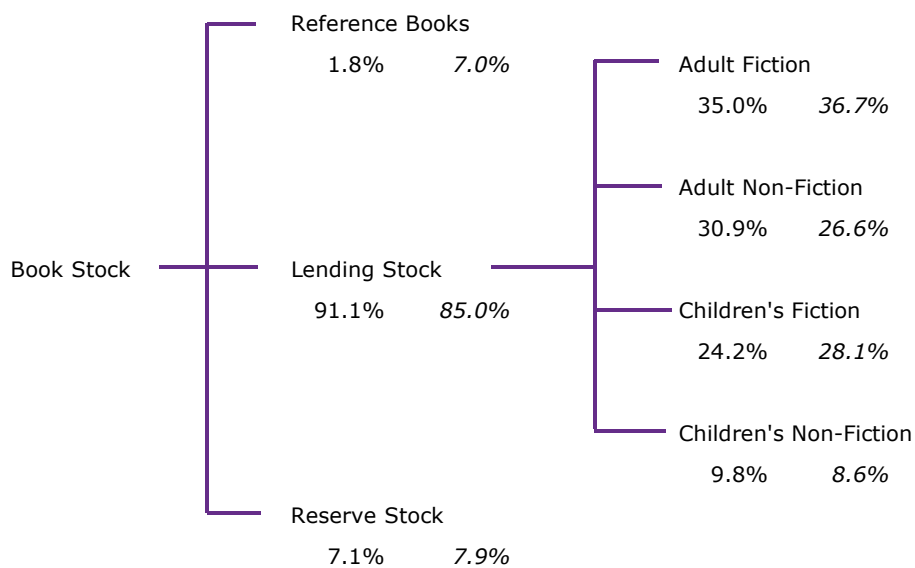 Reference Books
1.8% 7.0%
Adult Fiction
35.0% 36.7%
Adult Non-Fiction
30.9% 26.6%
Book Stock
Lending Stock
91.1% 85.0%
Children's Fiction
24.2% 28.1%
Children's Non-Fiction
9.8% 8.6%
Reserve Stock
7.1% 7.9%